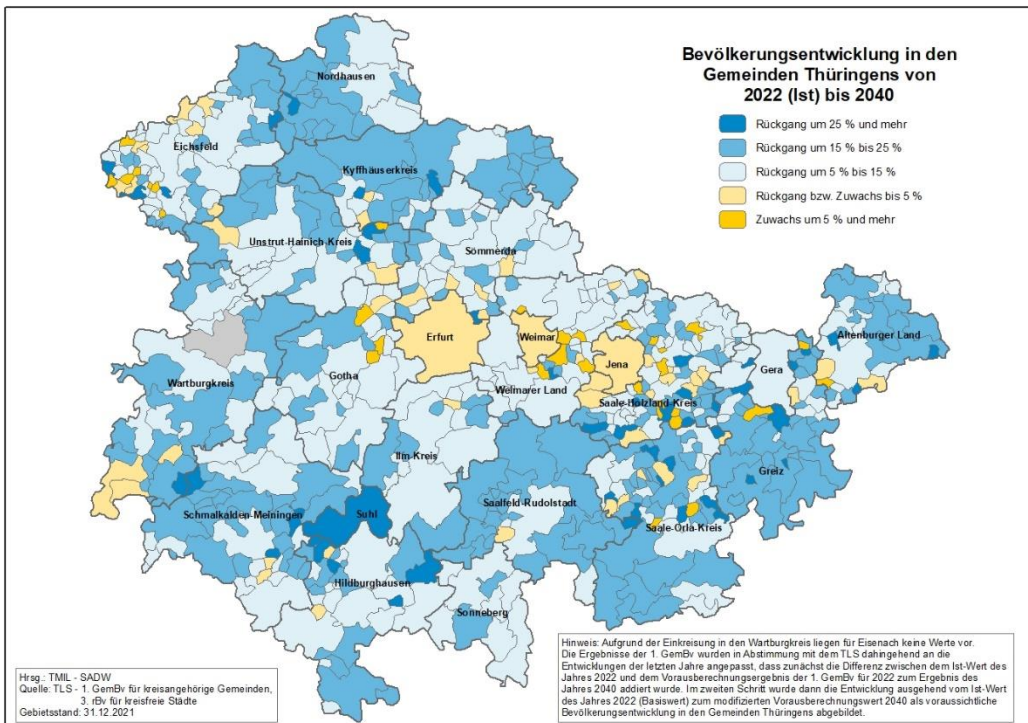 Bevölkerungsentwicklung in den
Gemeinden Thüringens von
2022 (Ist) bis 2040
Rückgang um 25 % und mehr
Rückgang um 15 % bis 25 %
Rückgang um 5 % bis 15 %
Rückgang bzw. Zuwachs bis 5 %
Zuwachs um 5 % und mehr
Nordhausen
Eichsfeld
Kyffhäuserkreis
Unstrut-Hainich-Kreis
Sömmerda
Altenburger Land
Erfurt
Weimar
Jena
Gera
Gotha
Weimarer Land
Wartburgkreis
Saale-Holzland-Kreis
Ilm-Kreis
Greiz
Saalfeld-Rudolstadt
Schmalkalden-Meiningen
Suhl
Saale-Orla-Kreis
Hildburghausen
Sonneberg
Hrsg.: TMIL - SADW
Quelle: TLS - 1. GemBv für kreisangehörige Gemeinden,
3. rBv für kreisfreie Städte
Gebietsstand: 31.12.2021
Hinweis: Aufgrund der Einkreisung in den Wartburgkreis liegen für Eisenach keine Werte vor.
Die Ergebnisse der 1. GemBv wurden in Abstimmung mit dem TLS dahingehend an die
Entwicklungen der letzten Jahre angepasst, dass zunächst die Differenz zwischen dem Ist-Wert des
Jahres 2022 und dem Vorausberechnungsergebnis der 1. GemBv für 2022 zum Ergebnis des
Jahres 2040 addiert wurde. Im zweiten Schritt wurde dann die Entwicklung ausgehend vom Ist-Wert
des Jahres 2022 (Basiswert) zum modifizierten Vorausberechnungswert 2040 als voraussichtliche
Bevölkerungsentwicklung in den Gemeinden Thüringens abgebildet.